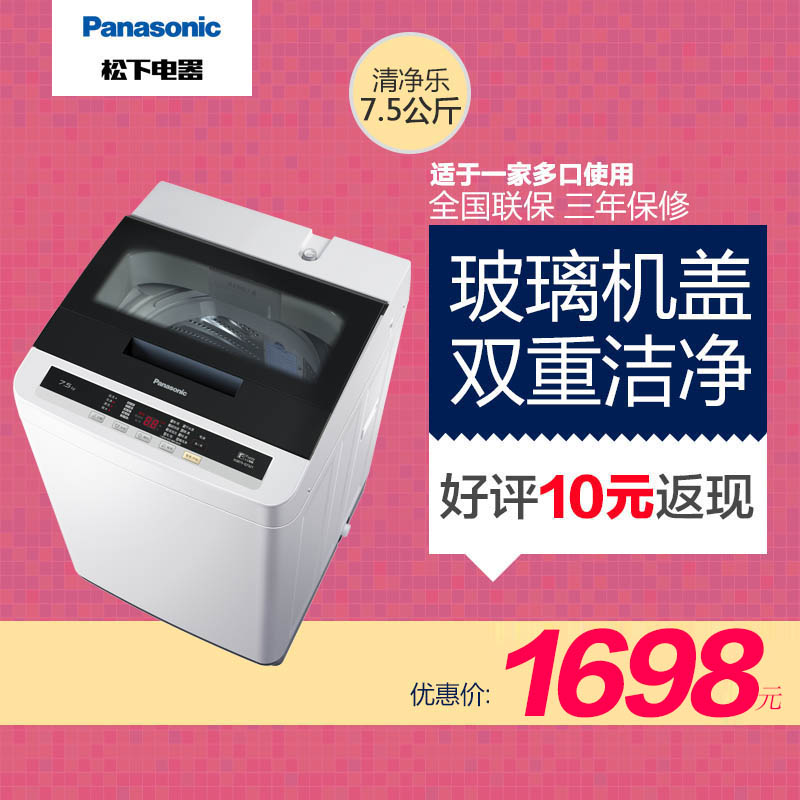 Panasonic
松下电器
清净乐
7.5公斤
适于一家多口使用
全国联保 三年保修
玻璃机盖
双重洁净
好评10元返现
Panasonic
7.5kg
优惠价:1698元